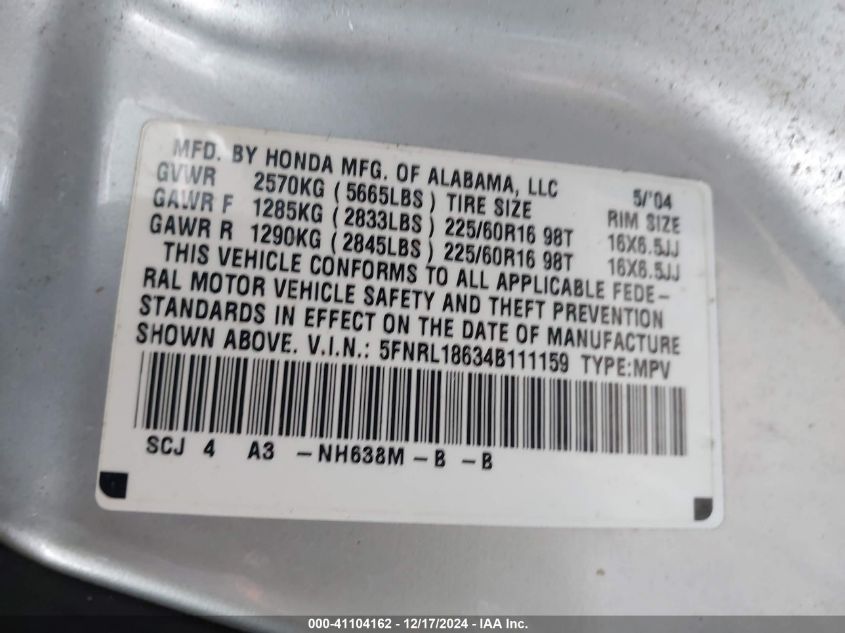 MFD. BY HONDA MFG. OF ALABAMA, LLC 5/'04
GVWR 2570KG ( 5665LBS ) TIRE SIZE RIM SIZE
GAWR F 1285KG ( 2833LBS ) 225/60R16 98T 16X6.5JJ
GAWR R 1290KG ( 2845LBS ) 225/60R16 98T 16X6.5JJ
THIS VEHICLE CONFORMS TO ALL APPLICABLE FEDE-
RAL MOTOR VEHICLE SAFETY AND THEFT PREVENTION
STANDARDS IN EFFECT ON THE DATE OF MANUFACTURE
SHOWN ABOVE. V.I.N.: 5FNRL18634B111159 TYPE:MPV
SCJ 4 A3 -NH638M - B - B
000-41104162 - 12/17/2024 - IAA Inc.